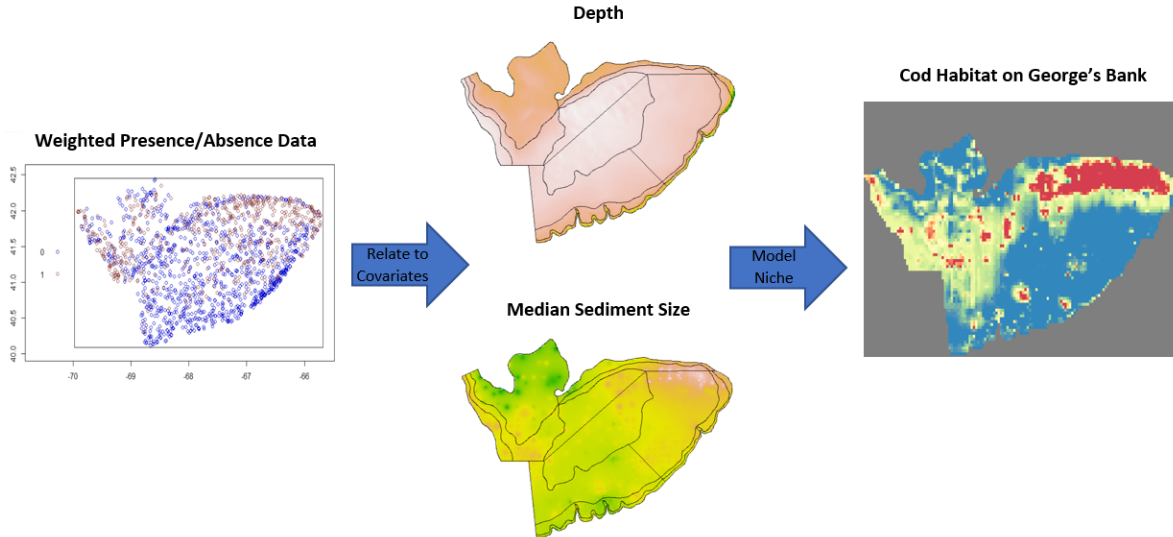 Depth
Cod Habitat on George's Bank
Weighted Presence/Absence Data
42.5
42.0
41.5
41.0
40.5
40.0
0
1
-70
-69
-68
-67
-66
Relate to
Covariates
Model
Niche
Median Sediment Size